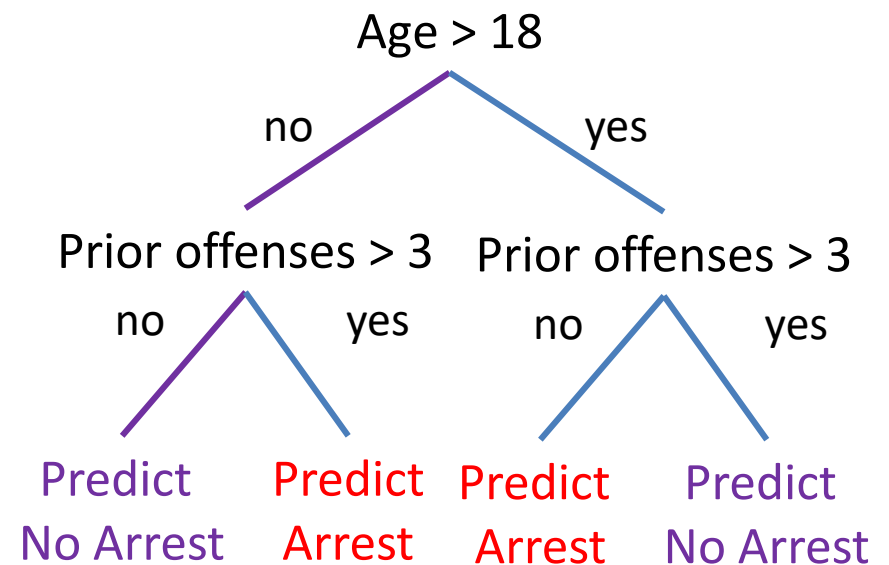 Age > 18
no
yes
Prior offenses > 3
Prior offenses > 3
no
yes
no
yes
Predict
No Arrest
Predict
Arrest
Predict
Arrest
Predict
No Arrest